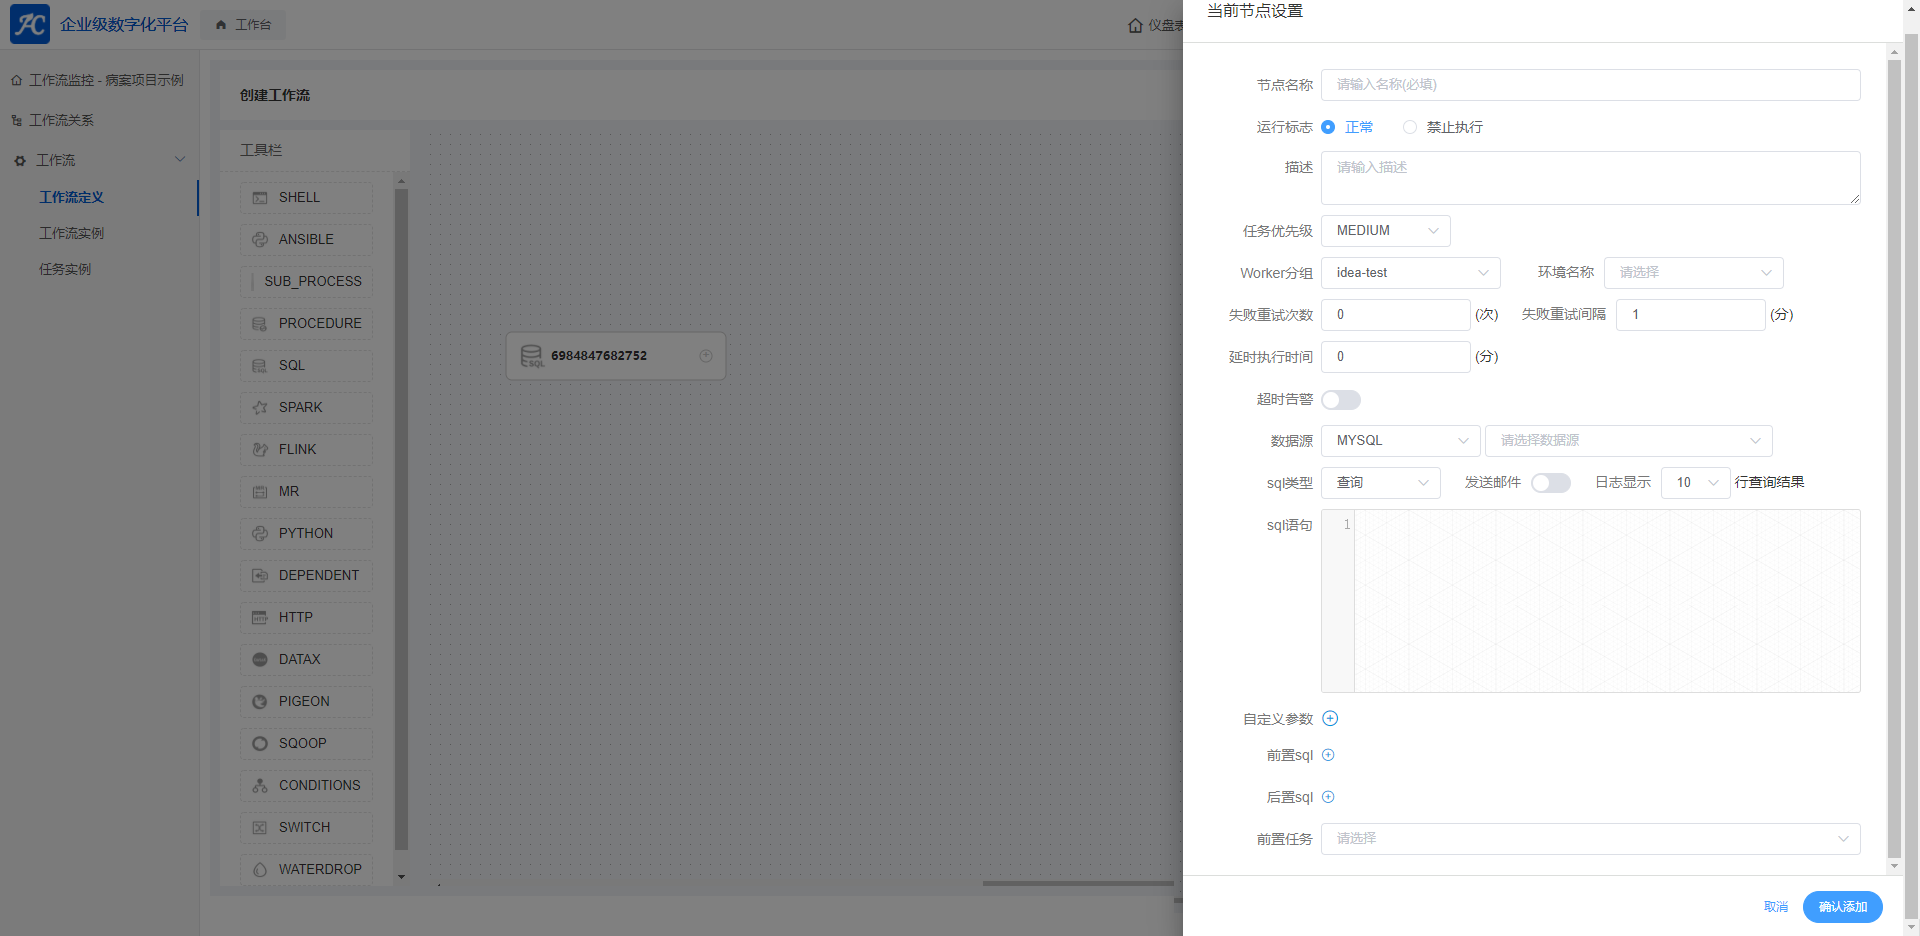 企业级数字化平台
工作台
仪盘表
工作流监控 - 病案项目示例
工作流关系
工作流
工作流定义
工作流实例
任务实例
创建工作流
工具栏
SHELL
ANSIBLE
SUB_PROCESS
PROCEDURE
SQL
SPARK
FLINK
MR
PYTHON
DEPENDENT
HTTP
DATAX
PIGEON
SQOOP
CONDITIONS
SWITCH
WATERDROP
6984847682752
当前节点设置
节点名称 请输入名称(必填)
运行标志 正常 禁止执行
描述 请输入描述
任务优先级 MEDIUM
Worker分组 idea-test 环境名称 请选择
失败重试次数 0 (次) 失败重试间隔 1 (分)
延时执行时间 0 (分)
超时告警
数据源 MYSQL 请选择数据源
sql类型 查询 发送邮件 日志显示 10 行查询结果
sql语句 1
自定义参数
前置sql
后置sql
前置任务 请选择
取消 确认添加